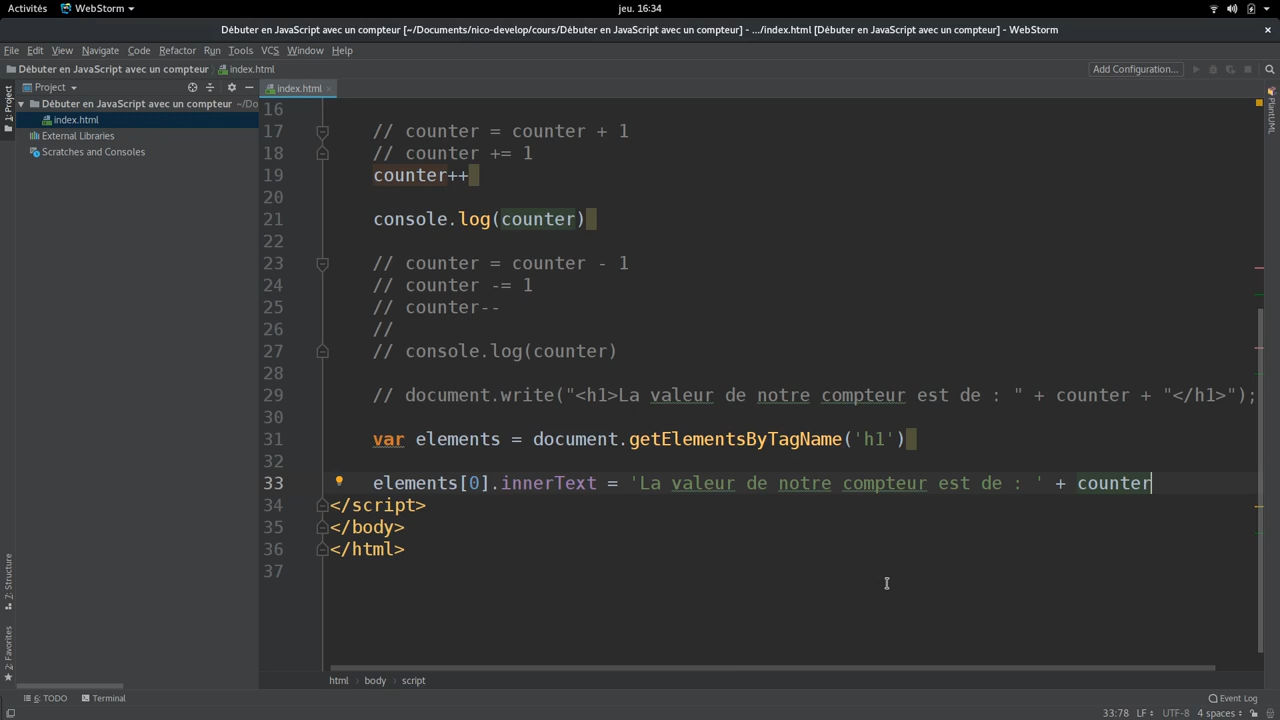 Activités WebStorm jeu. 16:34
Débuter en JavaScript avec un compteur [~/Documents/nico-develop/cours/Débuter en JavaScript avec un compteur] - .../index.html [Débuter en JavaScript avec un compteur] - WebStorm
File Edit View Navigate Code Refactor Run Tools VCS Window Help
Débuter en JavaScript avec un compteur index.html Add Configuration...
Project index.html
Débuter en JavaScript avec un compteur ~/Do
index.html
External Libraries
Scratches and Consoles
1: Project
7: Structure
2: Favorites
PlantUML
16
17 // counter = counter + 1
18 // counter += 1
19 counter++
20
21 console.log(counter)
22
23 // counter = counter - 1
24 // counter -= 1
25 // counter--
26 //
27 // console.log(counter)
28
29 // document.write("<h1>La valeur de notre compteur est de : " + counter + "</h1>");
30
31 var elements = document.getElementsByTagName('h1')
32
33 elements[0].innerText = 'La valeur de notre compteur est de : ' + counter
34 </script>
35 </body>
36 </html>
37
html body script
6: TODO Terminal Event Log
33:78 LF UTF-8 4 spaces